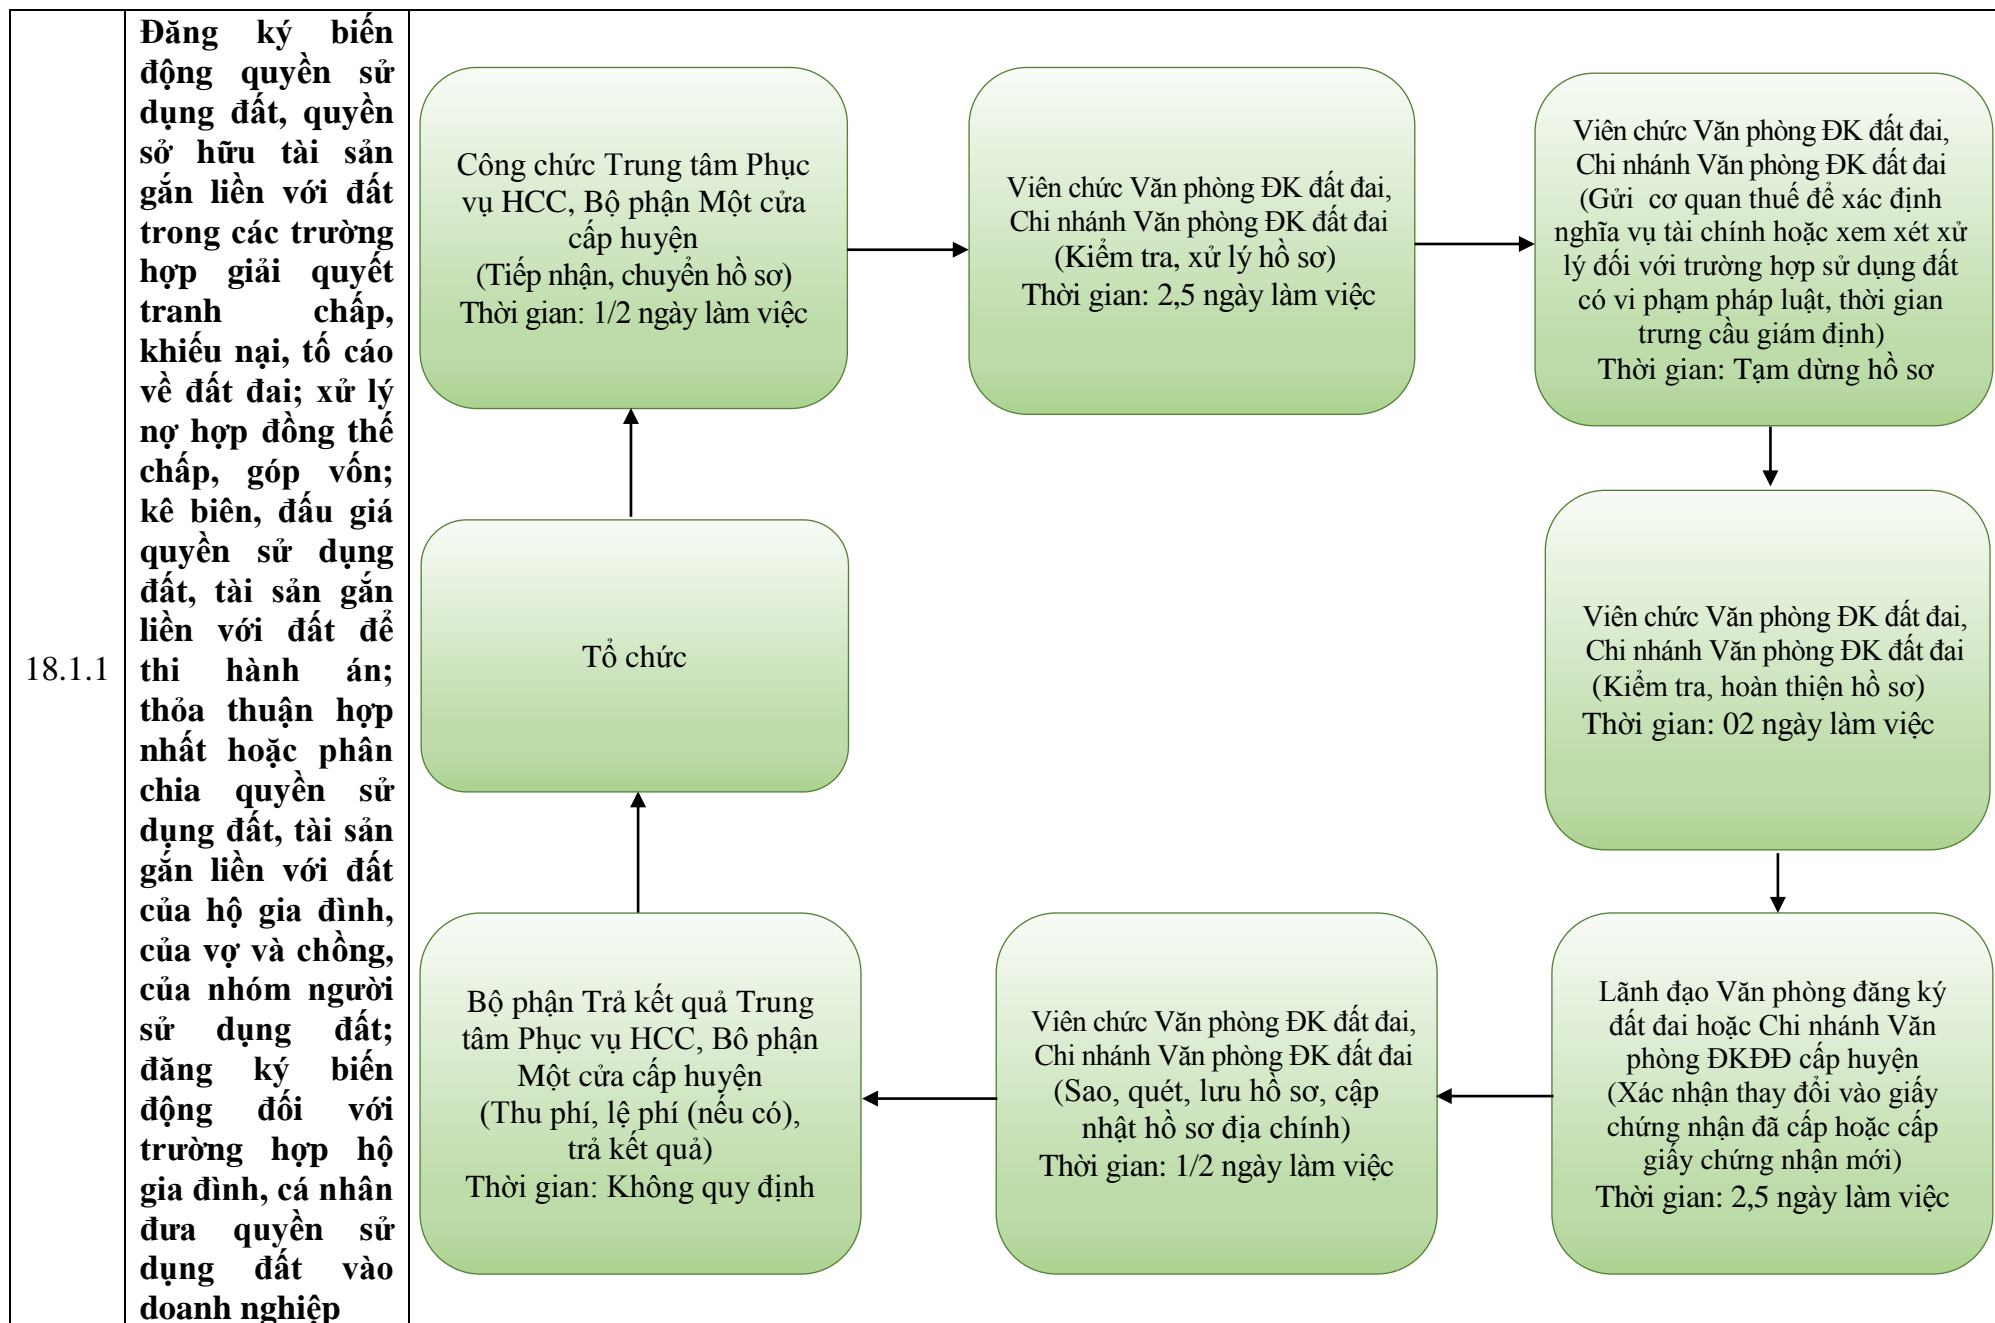 18.1.1
Đăng ký biến
động quyền sử
dụng đất, quyền
sở hữu tài sản
gắn liền với đất
trong các trường
hợp giải quyết
tranh chấp,
khiếu nại, tố cáo
về đất đai; xử lý
nợ hợp đồng thế
chấp, góp vốn;
kê biên, đấu giá
quyền sử dụng
đất, tài sản gắn
liền với đất để
thi hành án;
thỏa thuận hợp
nhất hoặc phân
chia quyền sử
dụng đất, tài sản
gắn liền với đất
của hộ gia đình,
của vợ và chồng,
của nhóm người
sử dụng đất;
đăng ký biến
động đối với
trường hợp hộ
gia đình, cá nhân
đưa quyền sử
dụng đất vào
doanh nghiệp
Công chức Trung tâm Phục
vụ HCC, Bộ phận Một cửa
cấp huyện
(Tiếp nhận, chuyển hồ sơ)
Thời gian: 1/2 ngày làm việc
Viên chức Văn phòng ĐK đất đai,
Chi nhánh Văn phòng ĐK đất đai
(Kiểm tra, xử lý hồ sơ)
Thời gian: 2,5 ngày làm việc
Viên chức Văn phòng ĐK đất đai,
Chi nhánh Văn phòng ĐK đất đai
(Gửi cơ quan thuế để xác định
nghĩa vụ tài chính hoặc xem xét xử
lý đối với trường hợp sử dụng đất
có vi phạm pháp luật, thời gian
trưng cầu giám định)
Thời gian: Tạm dừng hồ sơ
Viên chức Văn phòng ĐK đất đai,
Chi nhánh Văn phòng ĐK đất đai
(Kiểm tra, hoàn thiện hồ sơ)
Thời gian: 02 ngày làm việc
Lãnh đạo Văn phòng đăng ký
đất đai hoặc Chi nhánh Văn
phòng ĐKĐĐ cấp huyện
(Xác nhận thay đổi vào giấy
chứng nhận đã cấp hoặc cấp
giấy chứng nhận mới)
Thời gian: 2,5 ngày làm việc
Viên chức Văn phòng ĐK đất đai,
Chi nhánh Văn phòng ĐK đất đai
(Sao, quét, lưu hồ sơ, cập
nhật hồ sơ địa chính)
Thời gian: 1/2 ngày làm việc
Bộ phận Trả kết quả Trung
tâm Phục vụ HCC, Bô phận
Một cửa cấp huyện
(Thu phí, lệ phí (nếu có),
trả kết quả)
Thời gian: Không quy định
Tổ chức